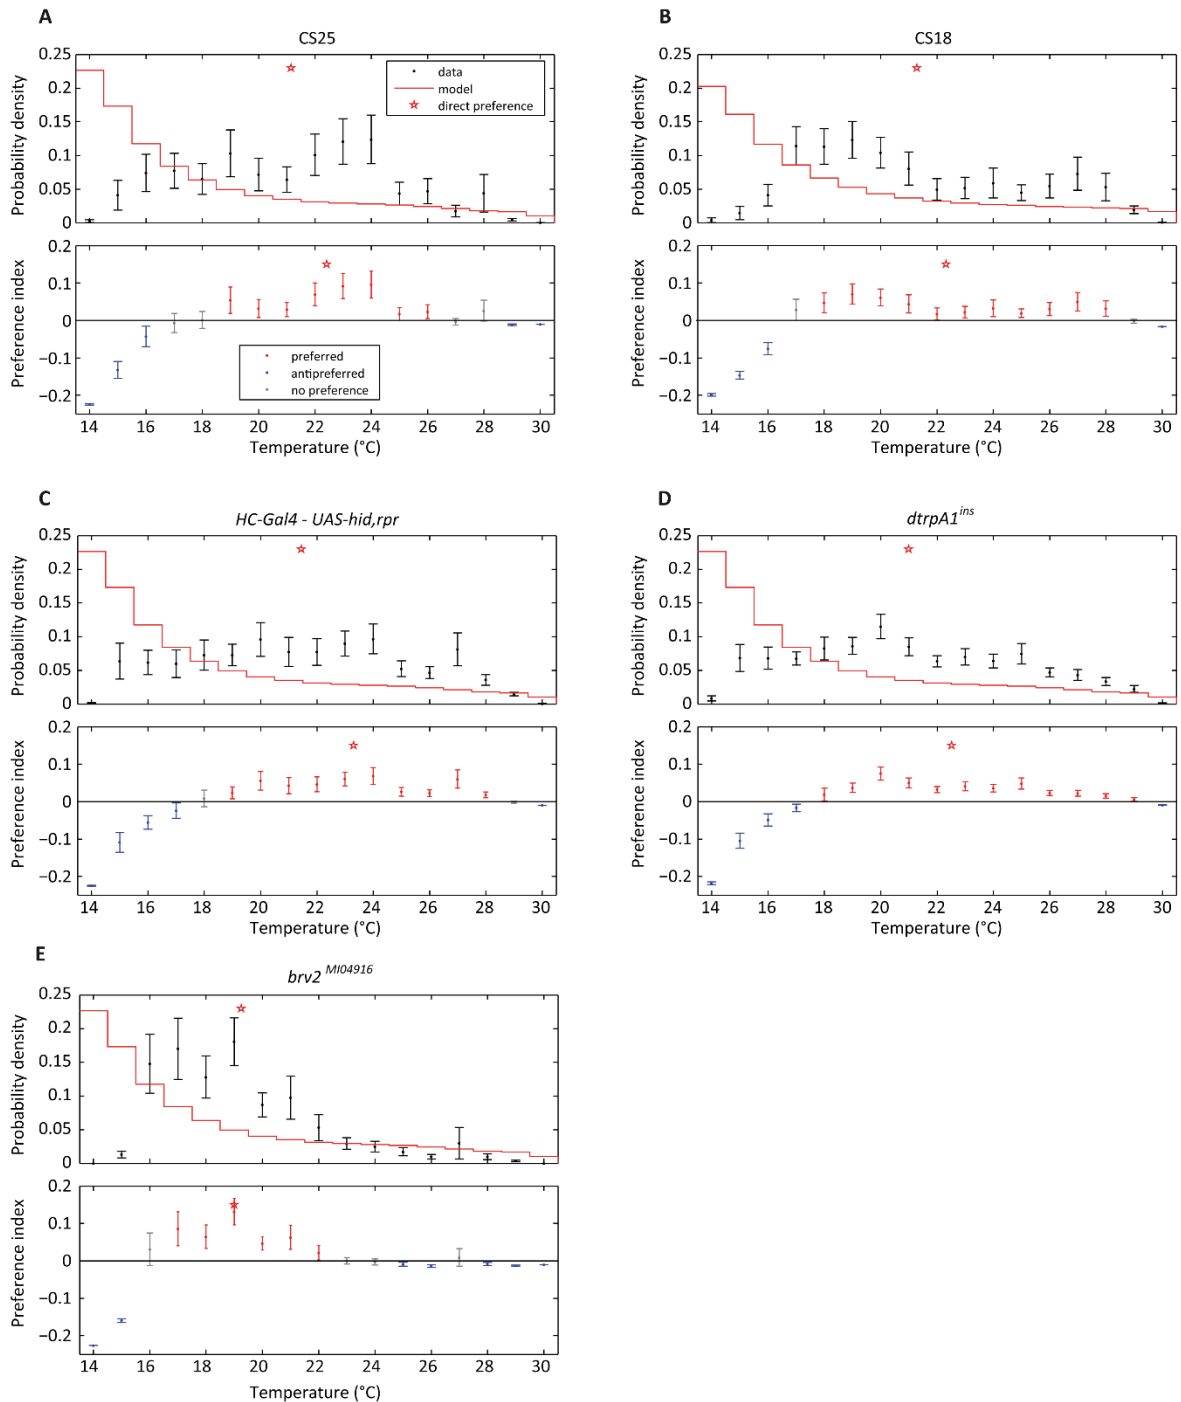 A
CS25
Probability density
0.25
0.2
0.15
0.1
0.05
0
data
model
direct preference
Preference index
0.2
0.1
0
−0.1
−0.2
preferred
antipreferred
no preference
14 16 18 20 22 24 26 28 30
Temperature (°C)
B
CS18
Probability density
0.25
0.2
0.15
0.1
0.05
0
Preference index
0.2
0.1
0
−0.1
−0.2
14 16 18 20 22 24 26 28 30
Temperature (°C)
C
HC-Gal4 - UAS-hid,rpr
Probability density
0.25
0.2
0.15
0.1
0.05
0
Preference index
0.2
0.1
0
−0.1
−0.2
14 16 18 20 22 24 26 28 30
Temperature (°C)
D
dtrpA1ins
Probability density
0.25
0.2
0.15
0.1
0.05
0
Preference index
0.2
0.1
0
−0.1
−0.2
14 16 18 20 22 24 26 28 30
Temperature (°C)
E
brv2 MI04916
Probability density
0.25
0.2
0.15
0.1
0.05
0
Preference index
0.2
0.1
0
−0.1
−0.2
14 16 18 20 22 24 26 28 30
Temperature (°C)